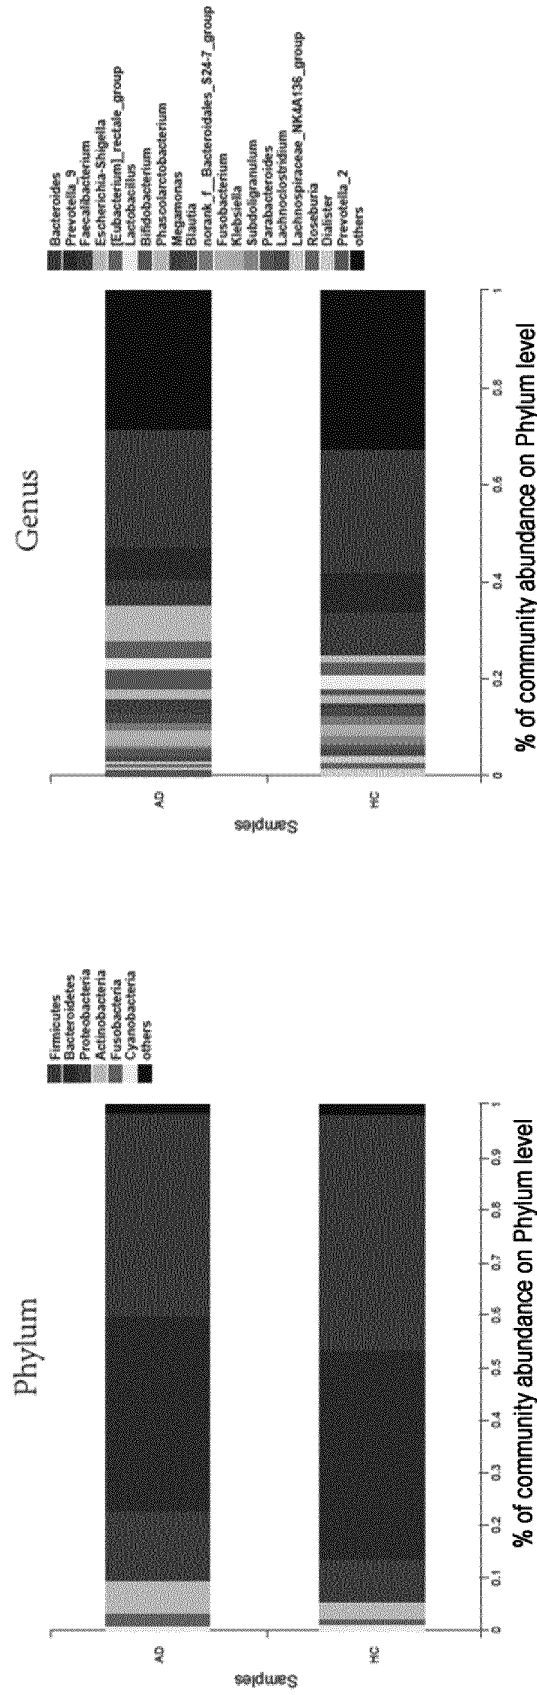 Phylum
Firmicutes
Bacteroidetes
Proteobacteria
Actinobacteria
Fusobacteria
Cyanobacteria
others
Samples
AD
HC
0
0.1
0.2
0.3
0.4
0.5
0.6
0.7
0.8
0.9
1
% of community abundance on Phylum level
Genus
Bacteroides
Prevotella_9
Faecalibacterium
Escherichia-Shigella
[Eubacterium]_rectale_group
Lactobacillus
Bifidobacterium
Phascolarctobacterium
Megamonas
Blautia
norank_f__Bacteroidales_S24-7_group
Fusobacterium
Klebsiella
Subdoligranulum
Parabacteroides
Lachnoclostridium
Lachnospiraceae_NK4A136_group
Roseburia
Dialister
Prevotella_2
others
Samples
AD
HC
0
0.2
0.4
0.6
0.8
1
% of community abundance on Phylum level